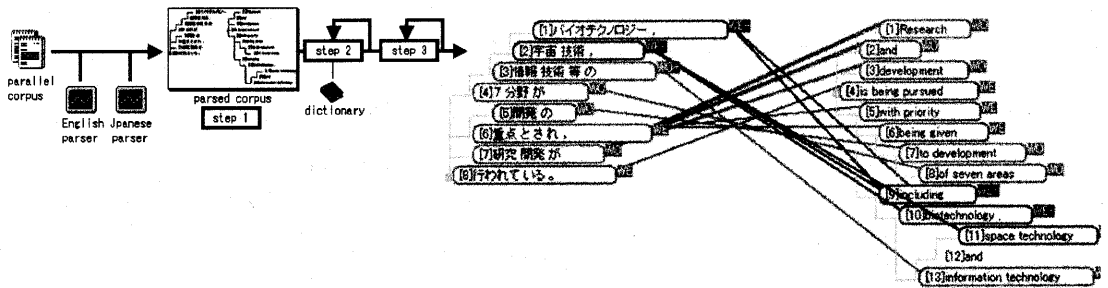 parallel
corpus
English
parser
Jpanese
parser
parsed corpus
step 1
step 2
dictionary
step 3
[1]バイオテクノロジー,
[2]宇宙 技術,
[3]情報 技術 等 の
[4]7 分野 が
[5]開発 の
[6]重点 と され,
[7]研究 開発 が
[8]行われて いる。
[1]Research
[2]and
[3]development
[4]is being pursued
[5]with priority
[6]being given
[7]to development
[8]of seven areas
[9]including
[10]biotechnology,
[11]space technology
[12]and
[13]information technology